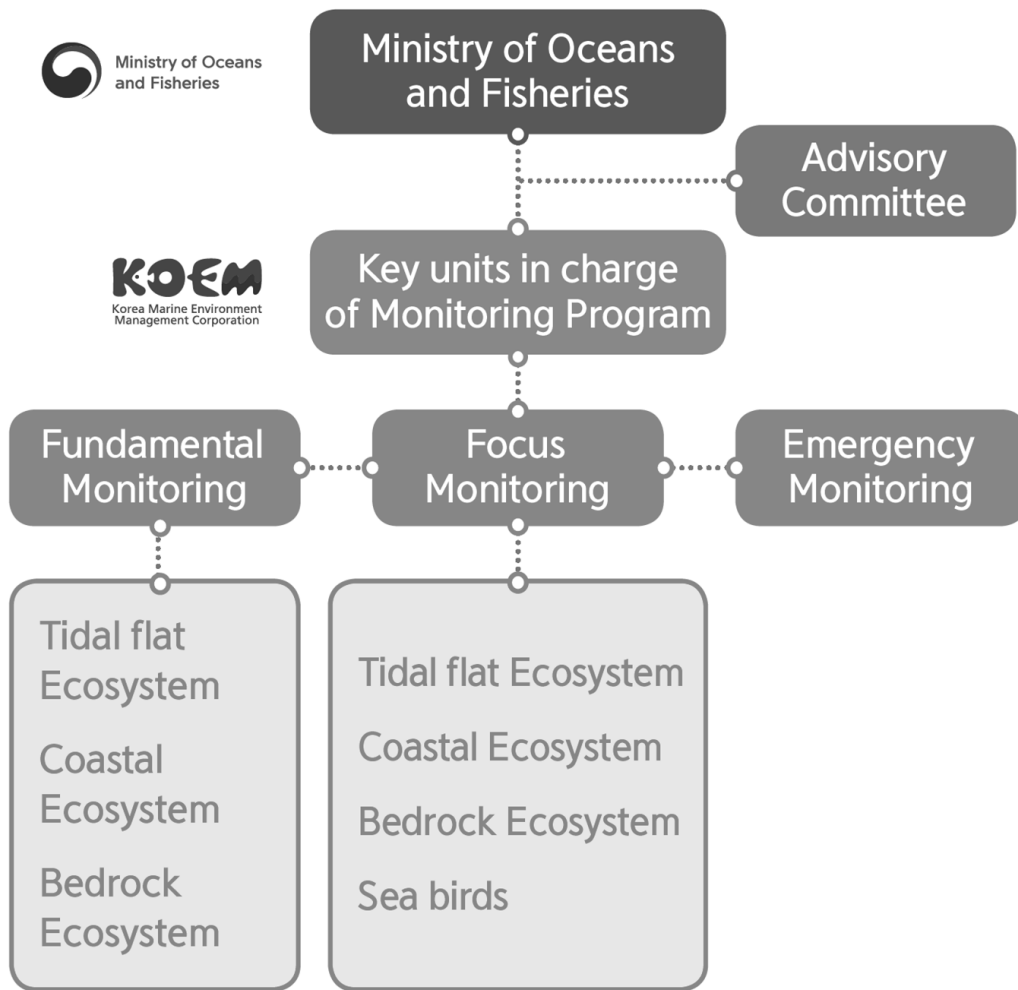 Ministry of Oceans
and Fisheries
Ministry of Oceans
and Fisheries
Advisory
Committee
KOEM
Korea Marine Environment
Management Corporation
Key units in charge
of Monitoring Program
Fundamental
Monitoring
Focus
Monitoring
Emergency
Monitoring
Tidal flat
Ecosystem
Coastal
Ecosystem
Bedrock
Ecosystem
Tidal flat Ecosystem
Coastal Ecosystem
Bedrock Ecosystem
Sea birds